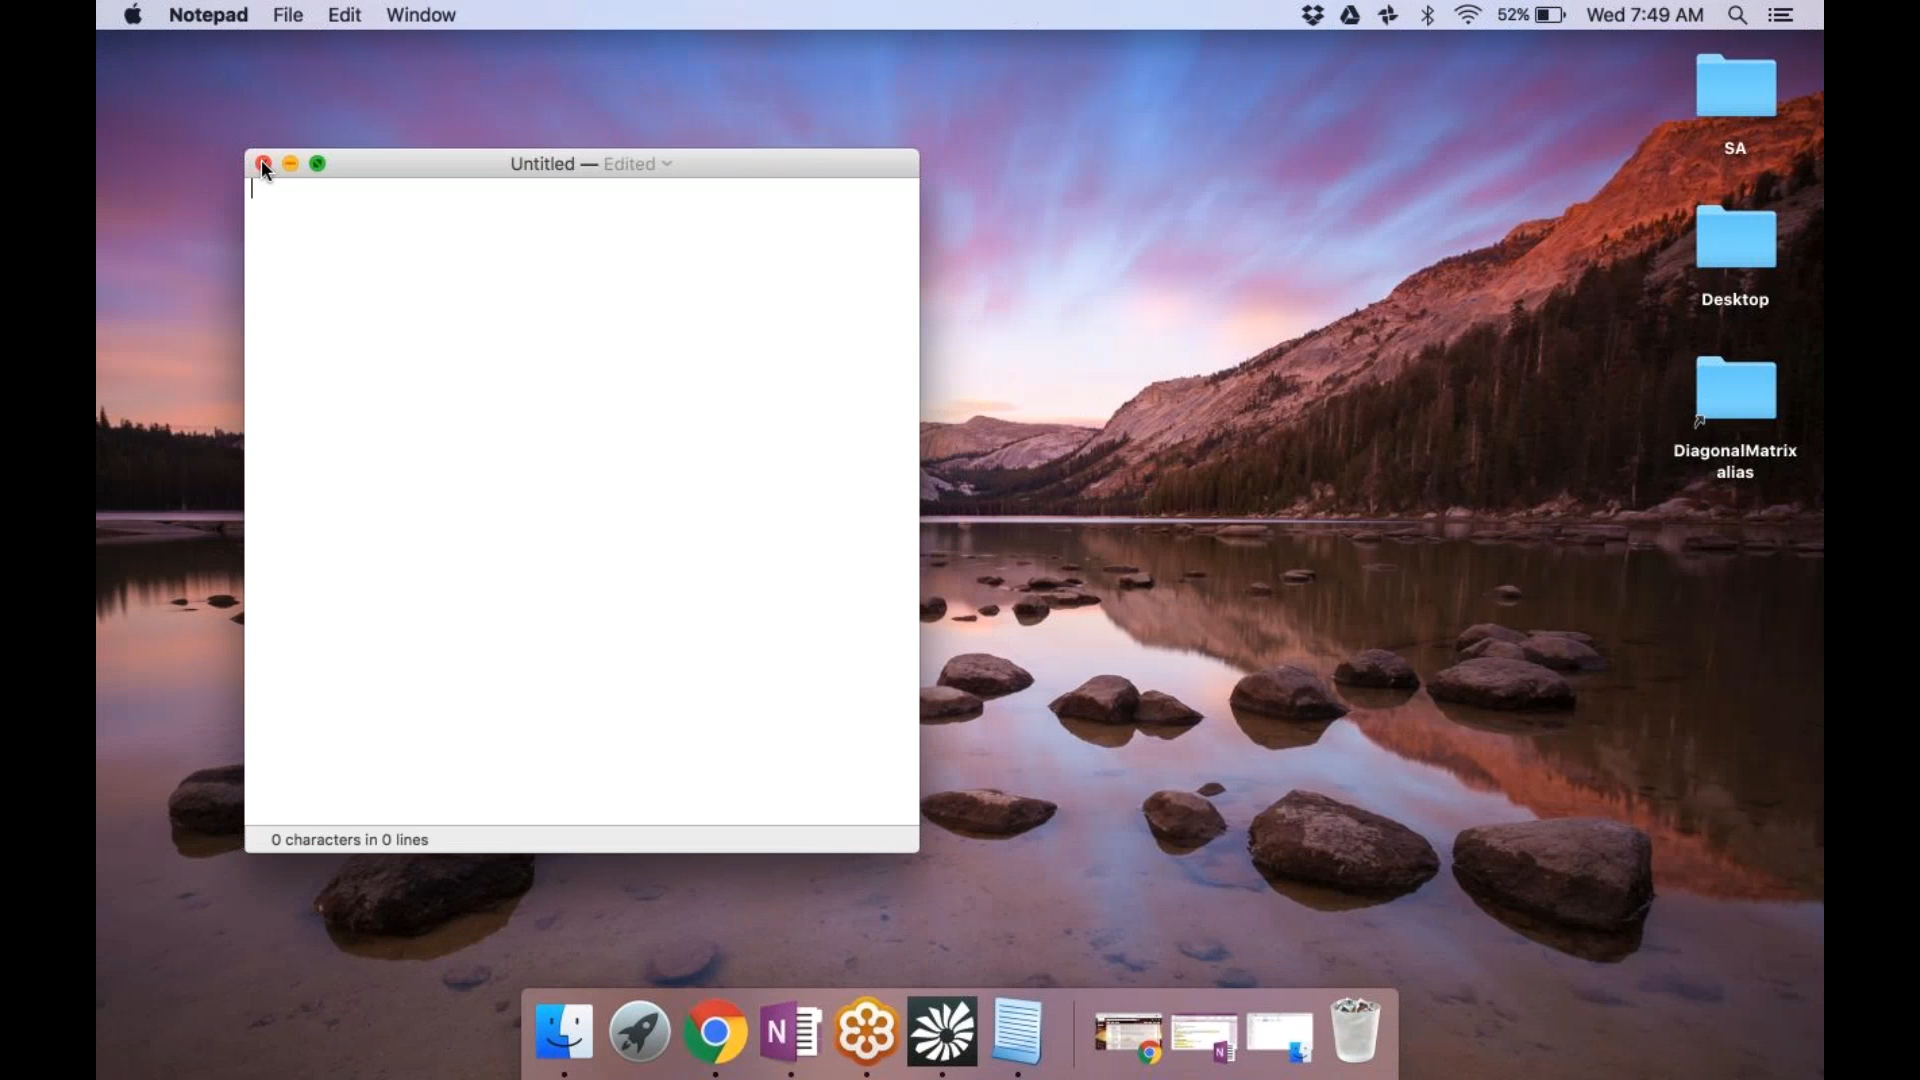 Notepad File Edit Window 52% Wed 7:49 AM
Untitled — Edited
SA
Desktop
DiagonalMatrix
alias
0 characters in 0 lines
N
N